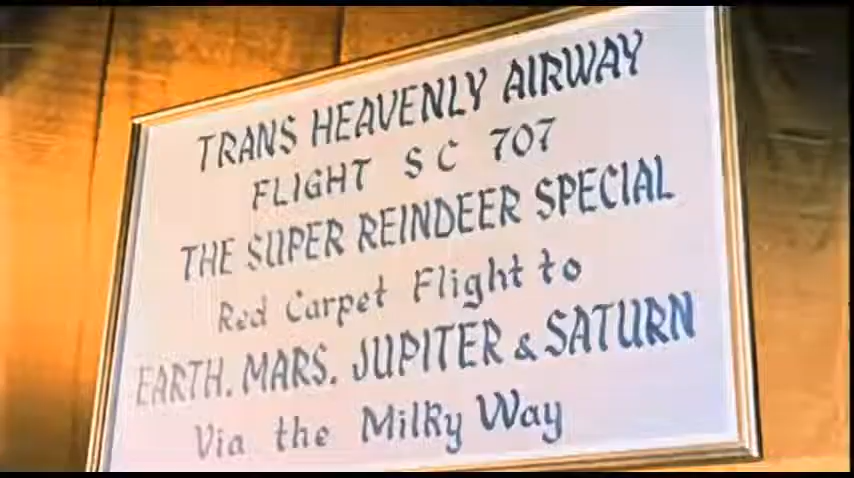 TRANS HEAVENLY AIRWAY
FLIGHT SC 707
THE SUPER REINDEER SPECIAL
Red Carpet Flight to
EARTH. MARS. JUPITER & SATURN
Via the Milky Way